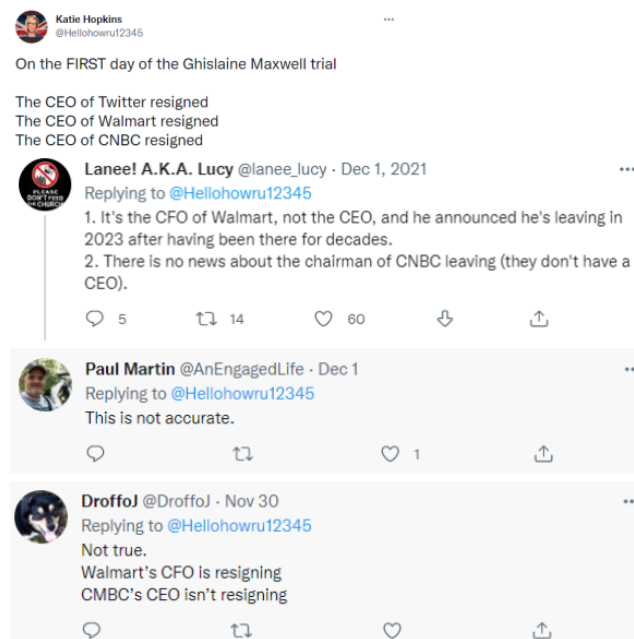 Katie Hopkins
@Hellohowru12345
On the FIRST day of the Ghislaine Maxwell trial
The CEO of Twitter resigned
The CEO of Walmart resigned
The CEO of CNBC resigned
PLEASE
DON'T FEED
THE CHURCH
Lanee! A.K.A. Lucy @lanee_lucy · Dec 1, 2021
Replying to @Hellohowru12345
1. It's the CFO of Walmart, not the CEO, and he announced he's leaving in
2023 after having been there for decades.
2. There is no news about the chairman of CNBC leaving (they don't have a
CEO).
5 14 60
Paul Martin @AnEngagedLife · Dec 1
Replying to @Hellohowru12345
This is not accurate.
1
DroffoJ @DroffoJ · Nov 30
Replying to @Hellohowru12345
Not true.
Walmart's CFO is resigning
CMBC's CEO isn't resigning